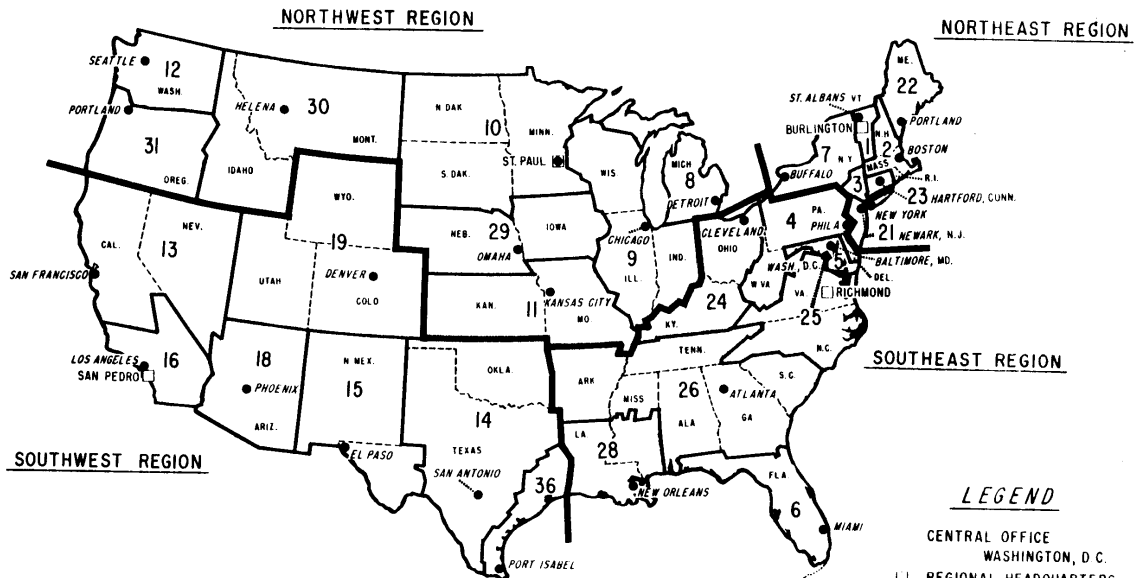 NORTHWEST REGION
NORTHEAST REGION
SEATTLE
12
WASH.
PORTLAND
HELENA
30
MONT.
31
OREG.
IDAHO
N DAK
10
MINN.
S. DAK.
ST. PAUL
WIS.
MICH
8
DETROIT
ME.
22
ST. ALBANS VT
BURLINGTON
N.H
PORTLAND
7
N Y
2
BOSTON
MASS
BUFFALO
3
R.I.
23 HARTFORD, CUNN.
NEW YORK
21 NEWARK, N.J.
4
PA.
PHILA
CLEVELAND
OHIO
BALTIMORE, MD.
DEL.
5
WASH, D.C.
W VA
VA.
RICHMOND
25
24
KY.
WYO.
NEV.
13
CAL.
SAN FRANCISCO
UTAH
19
DENVER
COLO
NEB.
29
OMAHA
IOWA
CHICAGO
9
ILL.
IND.
KAN.
11
KANSAS CITY
MO.
LOS ANGELES
SAN PEDRO
16
18
PHOENIX
ARIZ.
N MEX.
15
OKLA.
14
TEXAS
EL PASO
SAN ANTONIO
36
PORT ISABEL
ARK
TENN.
N.C.
S.C.
MISS
26
ALA
ATLANTA
GA
LA
28
NEW ORLEANS
FLA
6
MIAMI
SOUTHEAST REGION
SOUTHWEST REGION
LEGEND
CENTRAL OFFICE
WASHINGTON, D C.
REGIONAL HEADQUARTERS